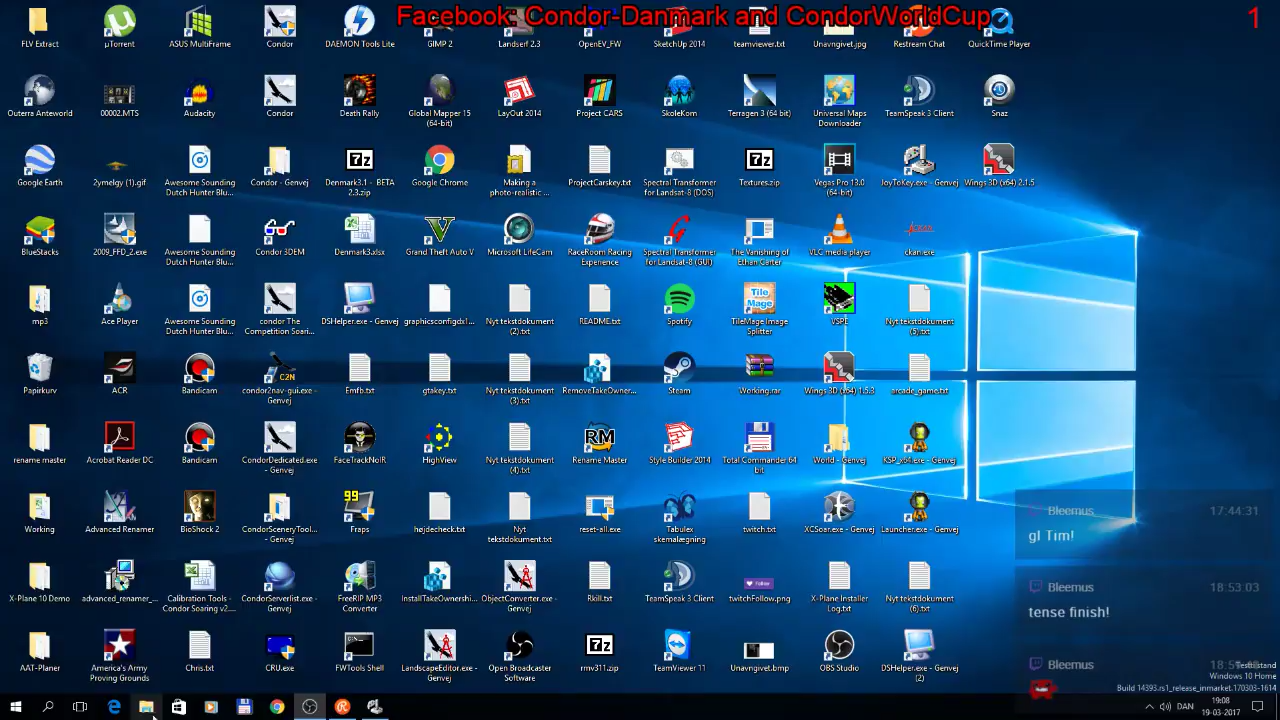 Facebook: Condor-Danmark and CondorWorldCup
1
FLV Extract
µTorrent
ASUS MultiFrame
Condor
DAEMON Tools Lite
GIMP 2
Landserf 2.3
OpenEV_FW
SketchUp 2014
teamviewer.txt
Unavngivet.jpg
Restream Chat
QuickTime Player
Outerra Anteworld
00002.MTS
Audacity
Condor
Death Rally
Global Mapper 15
(64-bit)
LayOut 2014
Project CARS
SkoleKom
Terragen 3 (64-bit)
Universal Maps
Downloader
TeamSpeak 3 Client
Snaz
Google Earth
2ymelgy (1).gif
Awesome Sounding
Dutch Hunter Blu...
Condor - Genvej
7z
Denmark3.1 - BETA
2.3.zip
Google Chrome
Making a
photo-realistic ...
ProjectCarskey.txt
Spectral Transformer
for Landsat-8 (DOS)
7z
Textures.zip
Vegas Pro 13.0
(64-bit)
JoyToKey.exe - Genvej
Wings 3D (x64) 2.1.5
BlueStacks
2009_FFD_2.exe
Awesome Sounding
Dutch Hunter Blu...
Condor 3DEM
Denmark3.xlsx
Grand Theft Auto V
Microsoft LifeCam
RaceRoom Racing
Experience
Spectral Transformer
for Landsat-8 (GUI)
The Vanishing of
Ethan Carter
VLC media player
ckan.exe
mp3
Ace Player
Awesome Sounding
Dutch Hunter Blu...
condor The
Competition Soari...
DSHelper.exe - Genvej
graphicsconfigdx1...
Nyt tekstdokument
(2).txt
README.txt
Spotify
Tile
Mage
TileMage Image
Splitter
VSPE
Nyt tekstdokument
(5).txt
Papirkurv
ACR
Bandicam
C2N
condor2nav-gui.exe -
Genvej
Emfb.txt
gtakey.txt
Nyt tekstdokument
(3).txt
RemoveTakeOwner...
Steam
Working.rar
Wings 3D (x64) 1.5.3
arcade_game.txt
rename master
Acrobat Reader DC
Bandicam
CondorDedicated.exe
- Genvej
FaceTrackNoIR
HighView
Nyt tekstdokument
(4).txt
RM
Rename Master
Style Builder 2014
Total Commander 64
bit
World - Genvej
KSP_x64.exe - Genvej
Working
Advanced Renamer
BioShock 2
CondorSceneryTool...
- Genvej
99
Fraps
højdecheck.txt
Nyt
tekstdokument.txt
reset-all.exe
Tabulex
skemalægning
twitch.txt
XCSoar.exe - Genvej
Launcher.exe - Genvej
X-Plane 10 Demo
advanced_renamer_...
Calibration Tools -
Condor Soaring v2....
CondorServerlist.exe -
Genvej
FreeRIP MP3
Converter
InstallTakeOwnershi...
ObjectConverter.exe -
Genvej
Rkill.txt
TeamSpeak 3 Client
Follow
twitchFollow.png
X-Plane Installer
Log.txt
Nyt tekstdokument
(6).txt
AAT-Planer
America's Army
Proving Grounds
Chris.txt
CRU.exe
FWTools Shell
LandscapeEditor.exe -
Genvej
Open Broadcaster
Software
7z
rmv311.zip
TeamViewer 11
Unavngivet.bmp
OBS Studio
DSHelper.exe - Genvej
(2)
Bleemus 17:44:31
gl Tim!
Bleemus 18:53:03
tense finish!
Bleemus
Testtilstand
Windows 10 Home
Build 14393.rs1_release_inmarket.170303-1614
DAN
19:08
19-03-2017